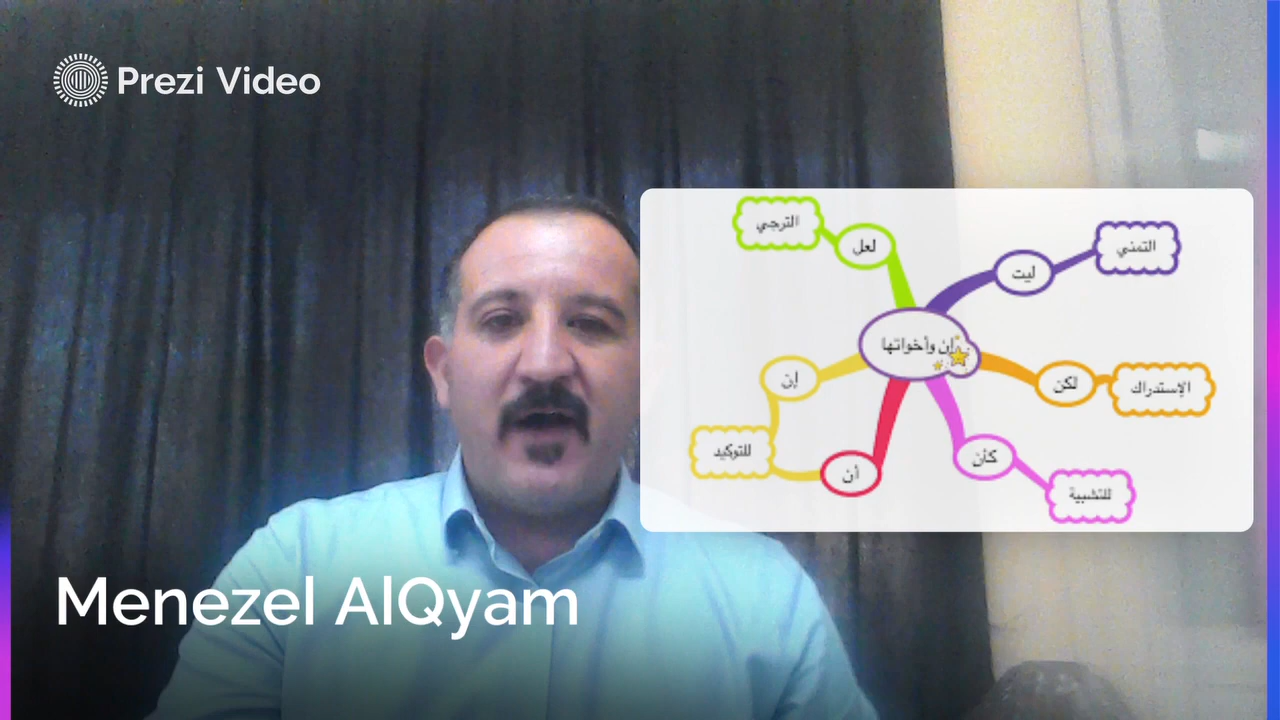 Prezi Video
الترجي
لعل
ليت
التمني
إن وأخواتها
إن
لكن
الإستدراك
للتوكيد
أن
كأن
للتشبية
Menezel AlQyam